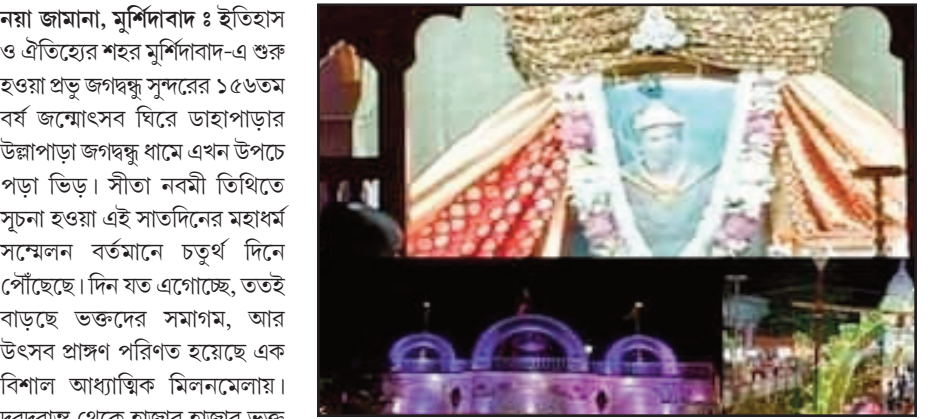 নয়া জামানা, মুর্শিদাবাদ ঃ ইতিহাস
ও ঐতিহ্যের শহর মুর্শিদাবাদ-এ শুরু
হওয়া প্রভু জগদ্বন্ধু সুন্দরের ১৫৬তম
বর্ষ জন্মোৎসব ঘিরে ডাহাপাড়ার
উল্লাপাড়া জগদ্বন্ধু ধামে এখন উপচে
পড়া ভিড়। সীতা নবমী তিথিতে
সূচনা হওয়া এই সাতদিনের মহাধর্ম
সম্মেলন বর্তমানে চতুর্থ দিনে
পৌঁছেছে। দিন যত এগোচ্ছে, ততই
বাড়ছে ভক্তদের সমাগম, আর
উৎসব প্রাঙ্গণ পরিণত হয়েছে এক
বিশাল আধ্যাত্মিক মিলনমেলায়।
দূরদূরান্ত থেকে হাজার হাজার ভক্ত